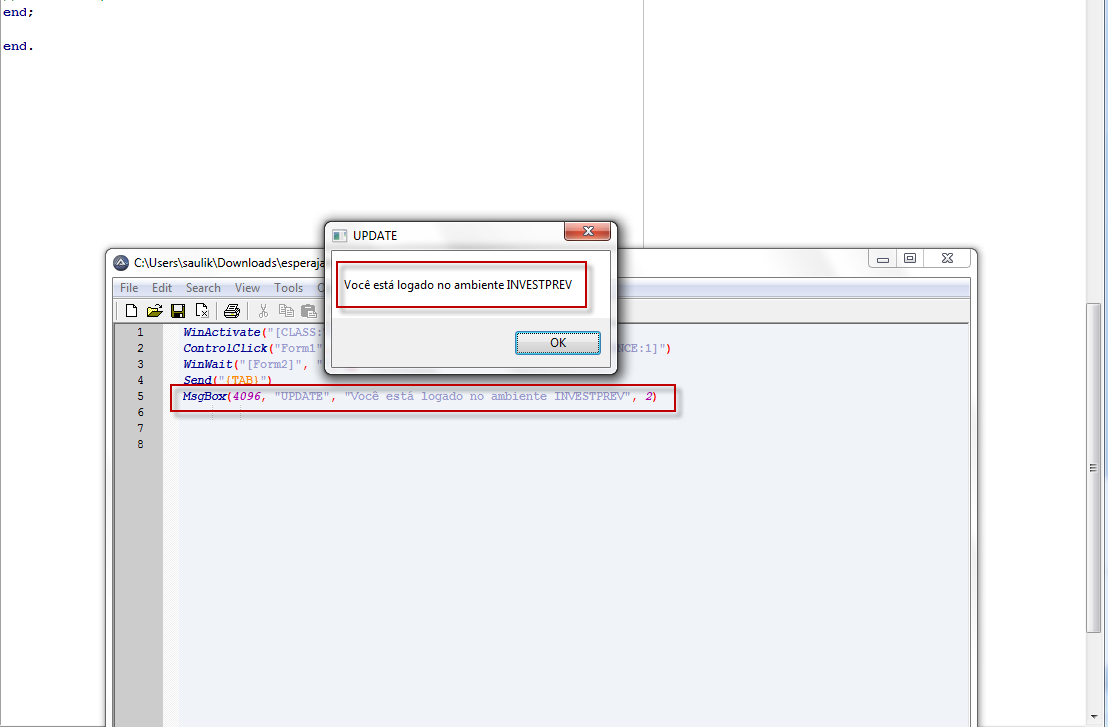 end;
end.
UPDATE
Você está logado no ambiente INVESTPREV
OK
C:\Users\saulik\Downloads\esperaja
File Edit Search View Tools
1 WinActivate("[CLASS:
2 ControlClick("Form1" NCE:1]")
3 WinWait("[Form2]", "
4 Send("{TAB}")
5 MsgBox(4096, "UPDATE", "Você está logado no ambiente INVESTPREV", 2)
6
7
8